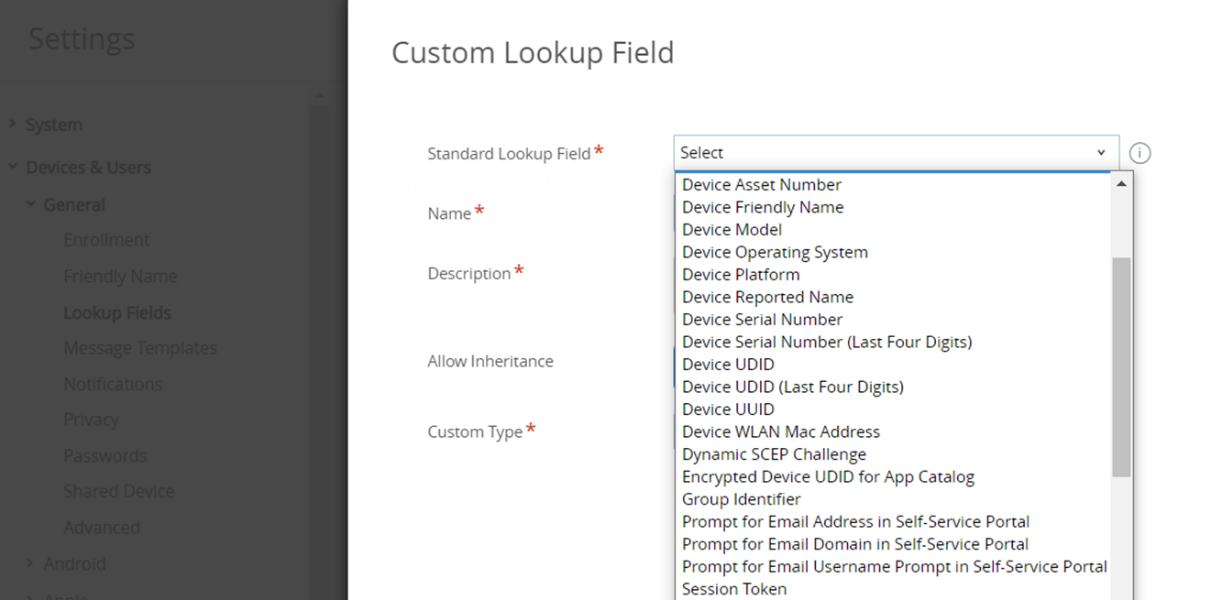 Settings
System
Devices & Users
General
Enrollment
Friendly Name
Lookup Fields
Message Templates
Notifications
Privacy
Passwords
Shared Device
Advanced
Android
Apple
Custom Lookup Field
Standard Lookup Field *
Select
Name *
Description *
Allow Inheritance
Custom Type *
Device Asset Number
Device Friendly Name
Device Model
Device Operating System
Device Platform
Device Reported Name
Device Serial Number
Device Serial Number (Last Four Digits)
Device UDID
Device UDID (Last Four Digits)
Device UUID
Device WLAN Mac Address
Dynamic SCEP Challenge
Encrypted Device UDID for App Catalog
Group Identifier
Prompt for Email Address in Self-Service Portal
Prompt for Email Domain in Self-Service Portal
Prompt for Email Username Prompt in Self-Service Portal
Session Token